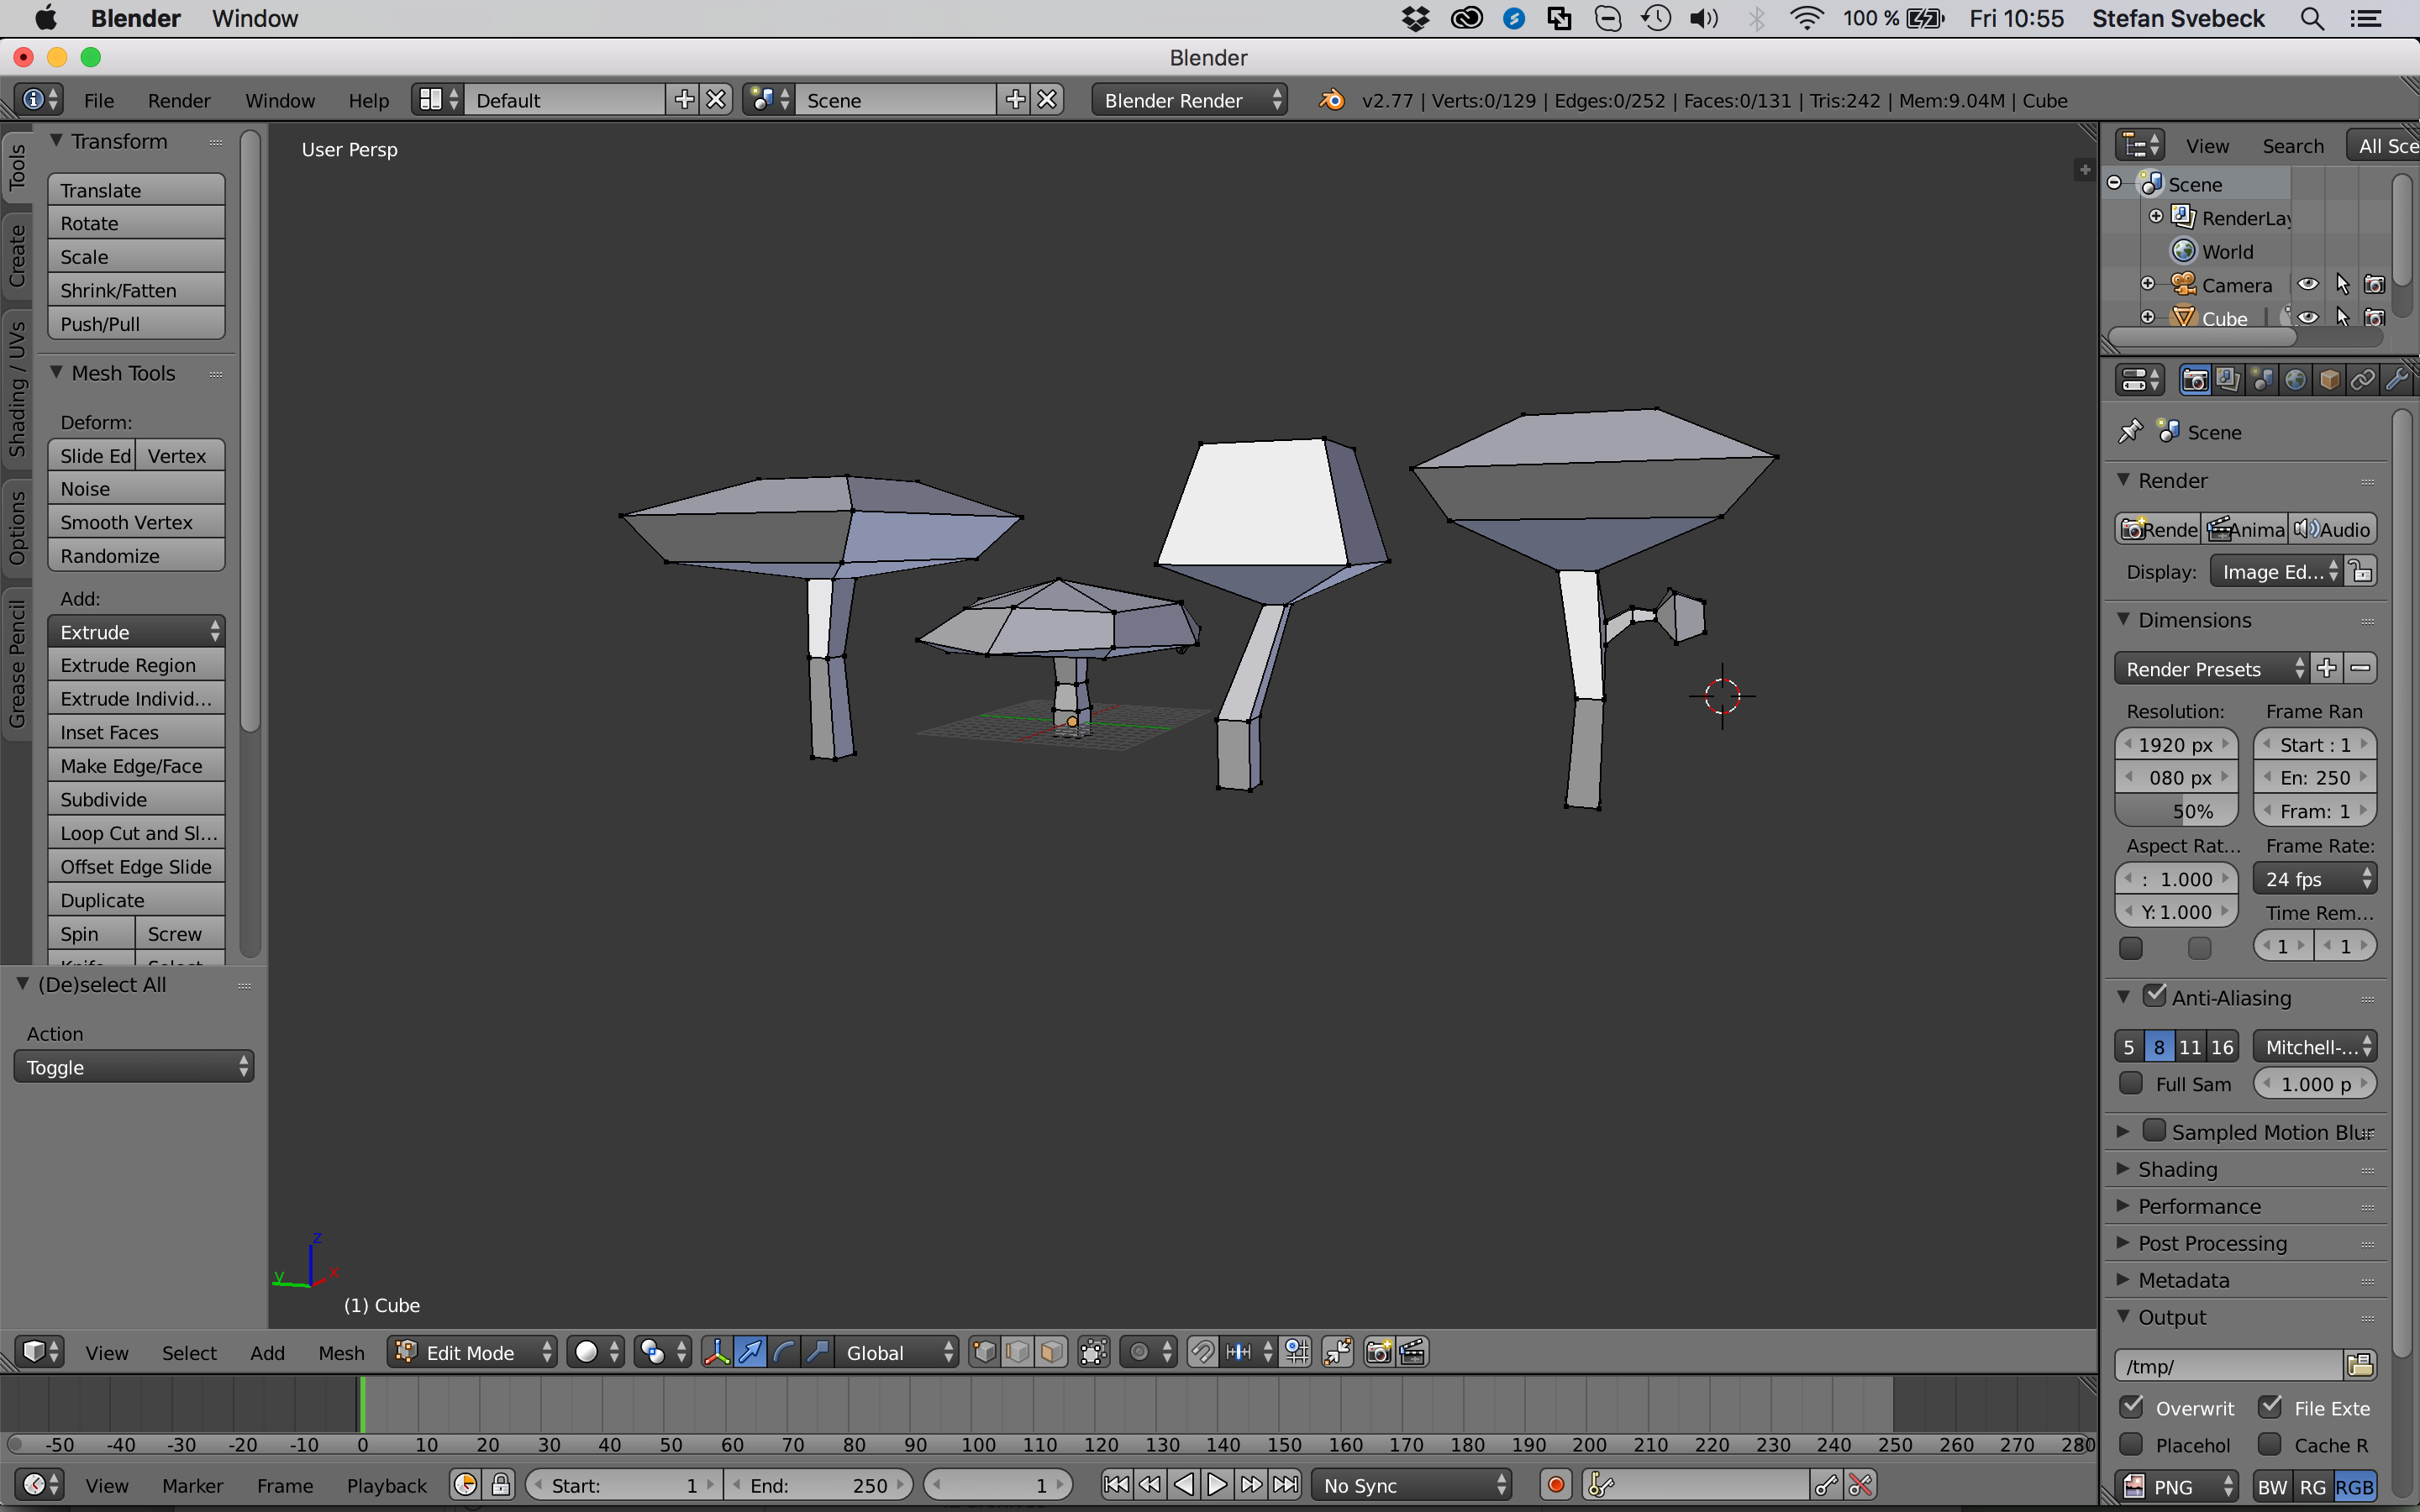 Blender Window 100 % Fri 10:55 Stefan Svebeck
Blender
File Render Window Help Default Scene Blender Render v2.77 | Verts:0/129 | Edges:0/252 | Faces:0/131 | Tris:242 | Mem:9.04M | Cube
Tools
Create
Shading / UVs
Options
Grease Pencil
Transform
Translate
Rotate
Scale
Shrink/Fatten
Push/Pull
Mesh Tools
Deform:
Slide Ed Vertex
Noise
Smooth Vertex
Randomize
Add:
Extrude
Extrude Region
Extrude Individ...
Inset Faces
Make Edge/Face
Subdivide
Loop Cut and Sl...
Offset Edge Slide
Duplicate
Spin Screw
(De)select All
Action
Toggle
User Persp
z
y x
(1) Cube
View Search All Sce
Scene
RenderLay
World
Camera
Cube
Scene
Render
Rende Anima Audio
Display: Image Ed...
Dimensions
Render Presets
Resolution: Frame Ran
1920 px Start : 1
080 px En: 250
50% Fram: 1
Aspect Rat... Frame Rate:
: 1.000 24 fps
Y: 1.000 Time Rem...
1 1
Anti-Aliasing
5 8 11 16 Mitchell-...
Full Sam 1.000 p
Sampled Motion Blur
Shading
Performance
Post Processing
Metadata
Output
/tmp/
Overwrit File Exte
Placehol Cache R
PNG BW RG RGB
View Select Add Mesh Edit Mode Global
-50 -40 -30 -20 -10 0 10 20 30 40 50 60 70 80 90 100 110 120 130 140 150 160 170 180 190 200 210 220 230 240 250 260 270 280
View Marker Frame Playback Start: 1 End: 250 1 No Sync